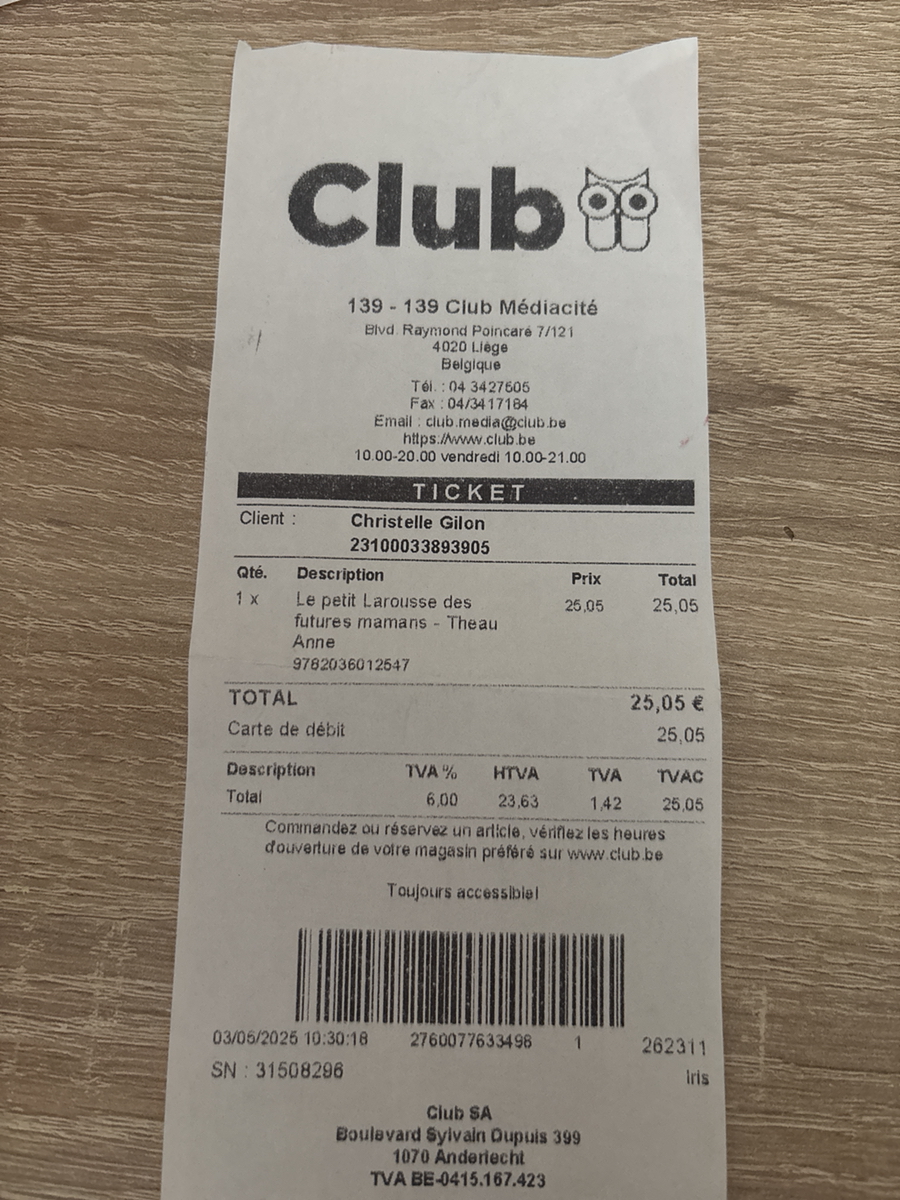 Club
139 - 139 Club Médiacité
Blvd. Raymond Poincaré 7/121
4020 Liège
Belgique
Tél. : 04 3427605
Fax : 04/3417184
Email : club.media@club.be
https://www.club.be
10.00-20.00 vendredi 10.00-21.00
TICKET
Client : Christelle Gilon
23100033893905
Qté. Description Prix Total
1 x Le petit Larousse des 25,05 25,05
futures mamans - Theau
Anne
9782036012547
TOTAL 25,05 €
Carte de débit 25,05
Description TVA % HTVA TVA TVAC
Total 6,00 23,63 1,42 25,05
Commandez ou réservez un article, vérifiez les heures
d'ouverture de votre magasin préféré sur www.club.be
Toujours accessible!
03/05/2025 10:30:18 2760077633498 1 262311
SN : 31508296 Iris
Club SA
Boulevard Sylvain Dupuis 399
1070 Anderlecht
TVA BE-0415.167.423